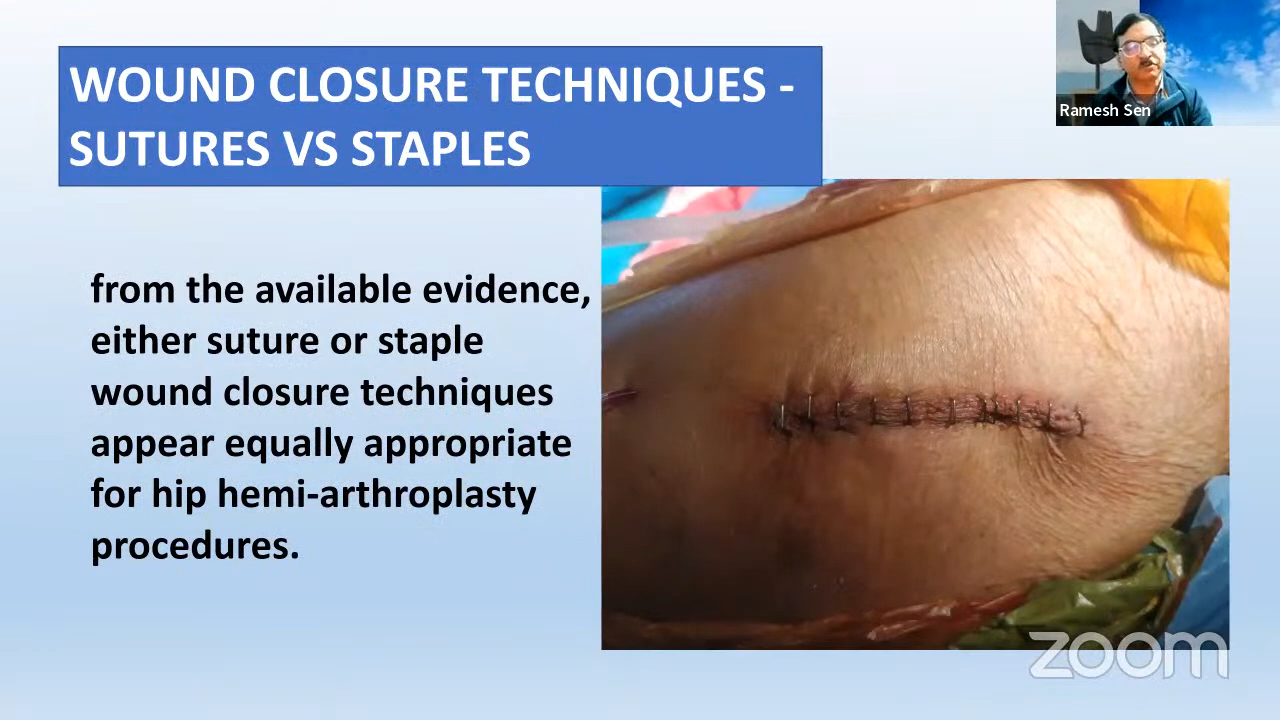 WOUND CLOSURE TECHNIQUES -
SUTURES VS STAPLES
Ramesh Sen
from the available evidence,
either suture or staple
wound closure techniques
appear equally appropriate
for hip hemi-arthroplasty
procedures.
zoom